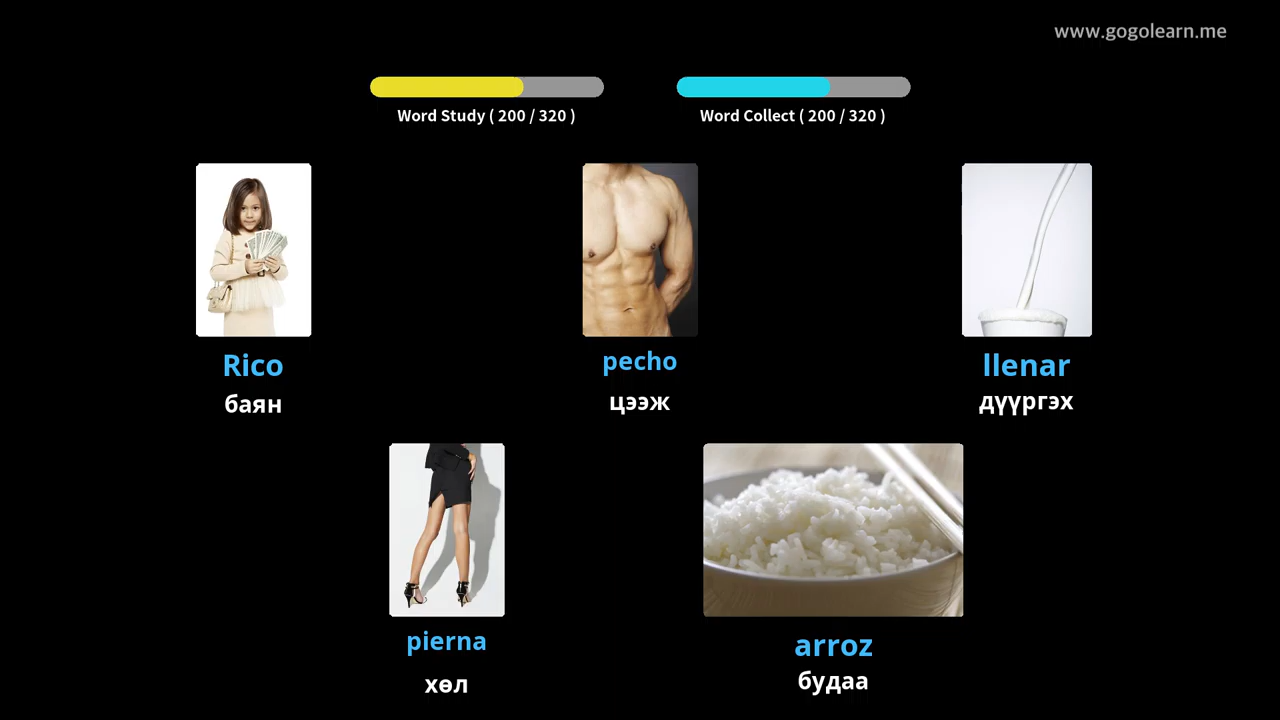 www.gogolearn.me
Word Study ( 200 / 320 )
Word Collect ( 200 / 320 )
Rico
баян
pecho
цээж
llenar
дүүргэх
pierna
хөл
arroz
будаа